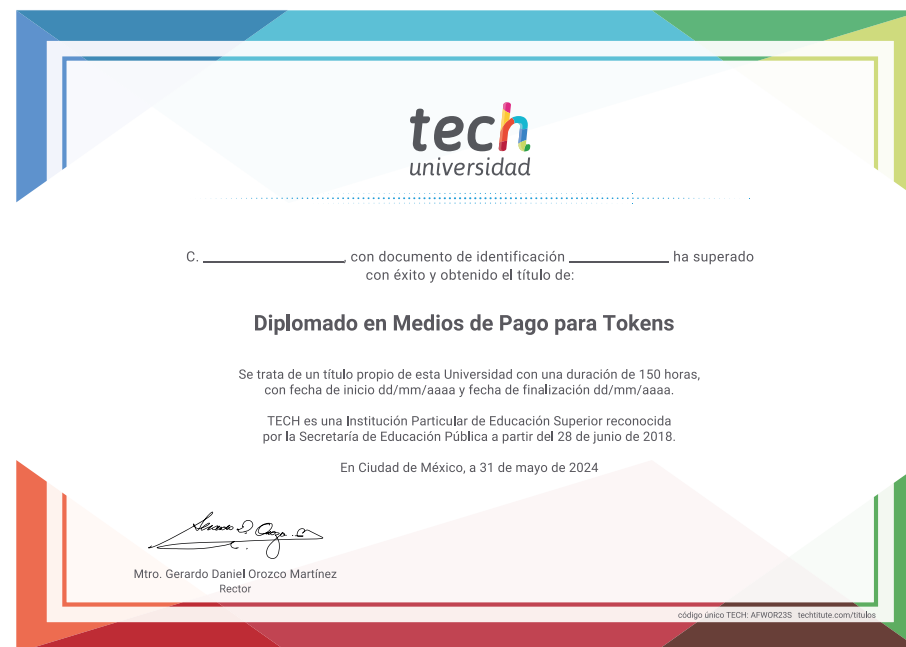 tech
universidad
C. ____________, con documento de identificación ____________ ha superado
con éxito y obtenido el título de:
Diplomado en Medios de Pago para Tokens
Se trata de un título propio de esta Universidad con una duración de 150 horas,
con fecha de inicio dd/mm/aaaa y fecha de finalización dd/mm/aaaa.
TECH es una Institución Particular de Educación Superior reconocida
por la Secretaría de Educación Pública a partir del 28 de junio de 2018.
En Ciudad de México, a 31 de mayo de 2024
Mtro. Gerardo Daniel Orozco Martínez
Rector
código único TECH: AFWOR23S techtitute.com/titulos